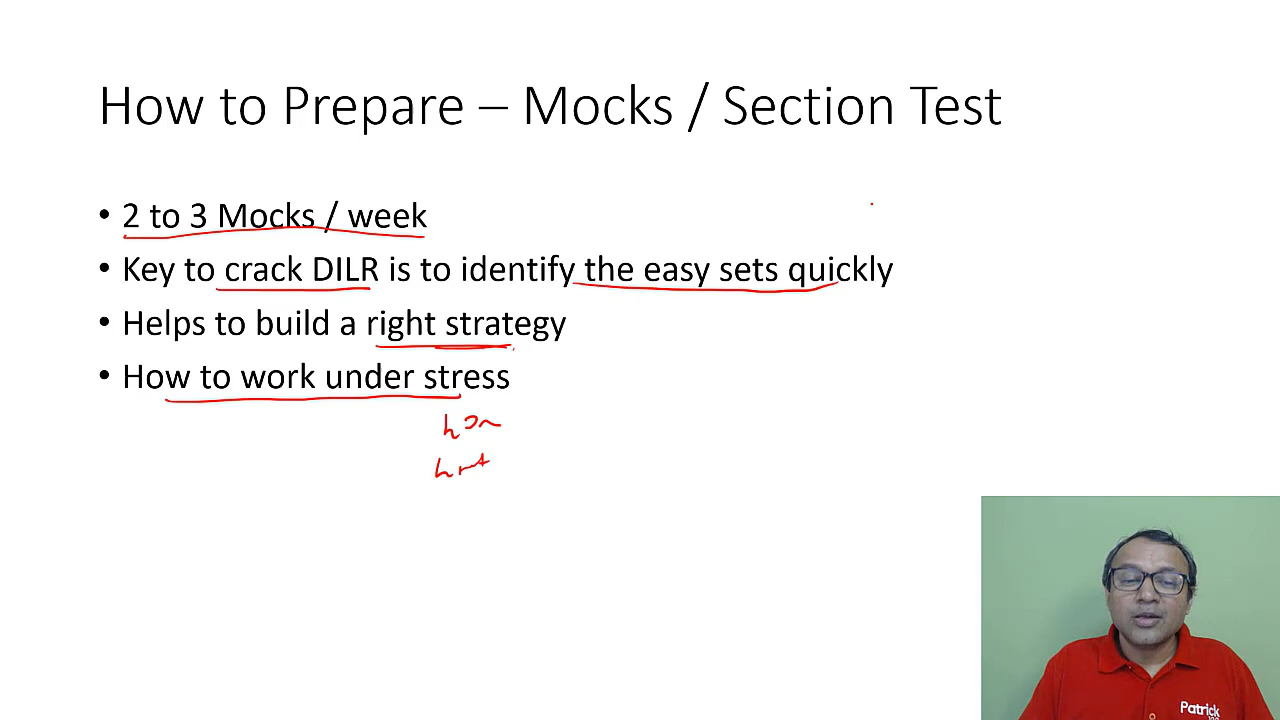 How to Prepare – Mocks / Section Test
• 2 to 3 Mocks / week
• Key to crack DILR is to identify the easy sets quickly
• Helps to build a right strategy
• How to work under stress
Patrick